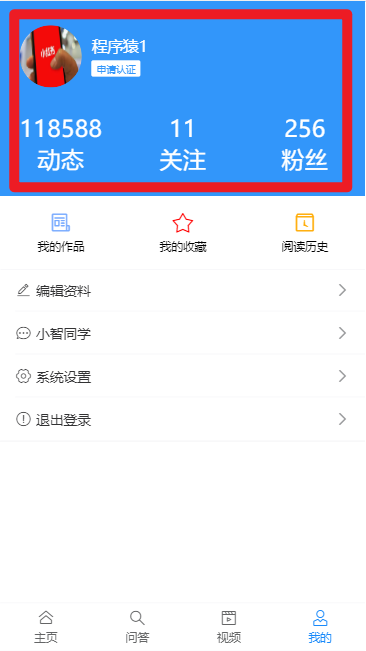 程序猿1
申请认证
118588 11 256
动态 关注 粉丝
我的作品 我的收藏 阅读历史
编辑资料
小智同学
系统设置
退出登录
主页 问答 视频 我的